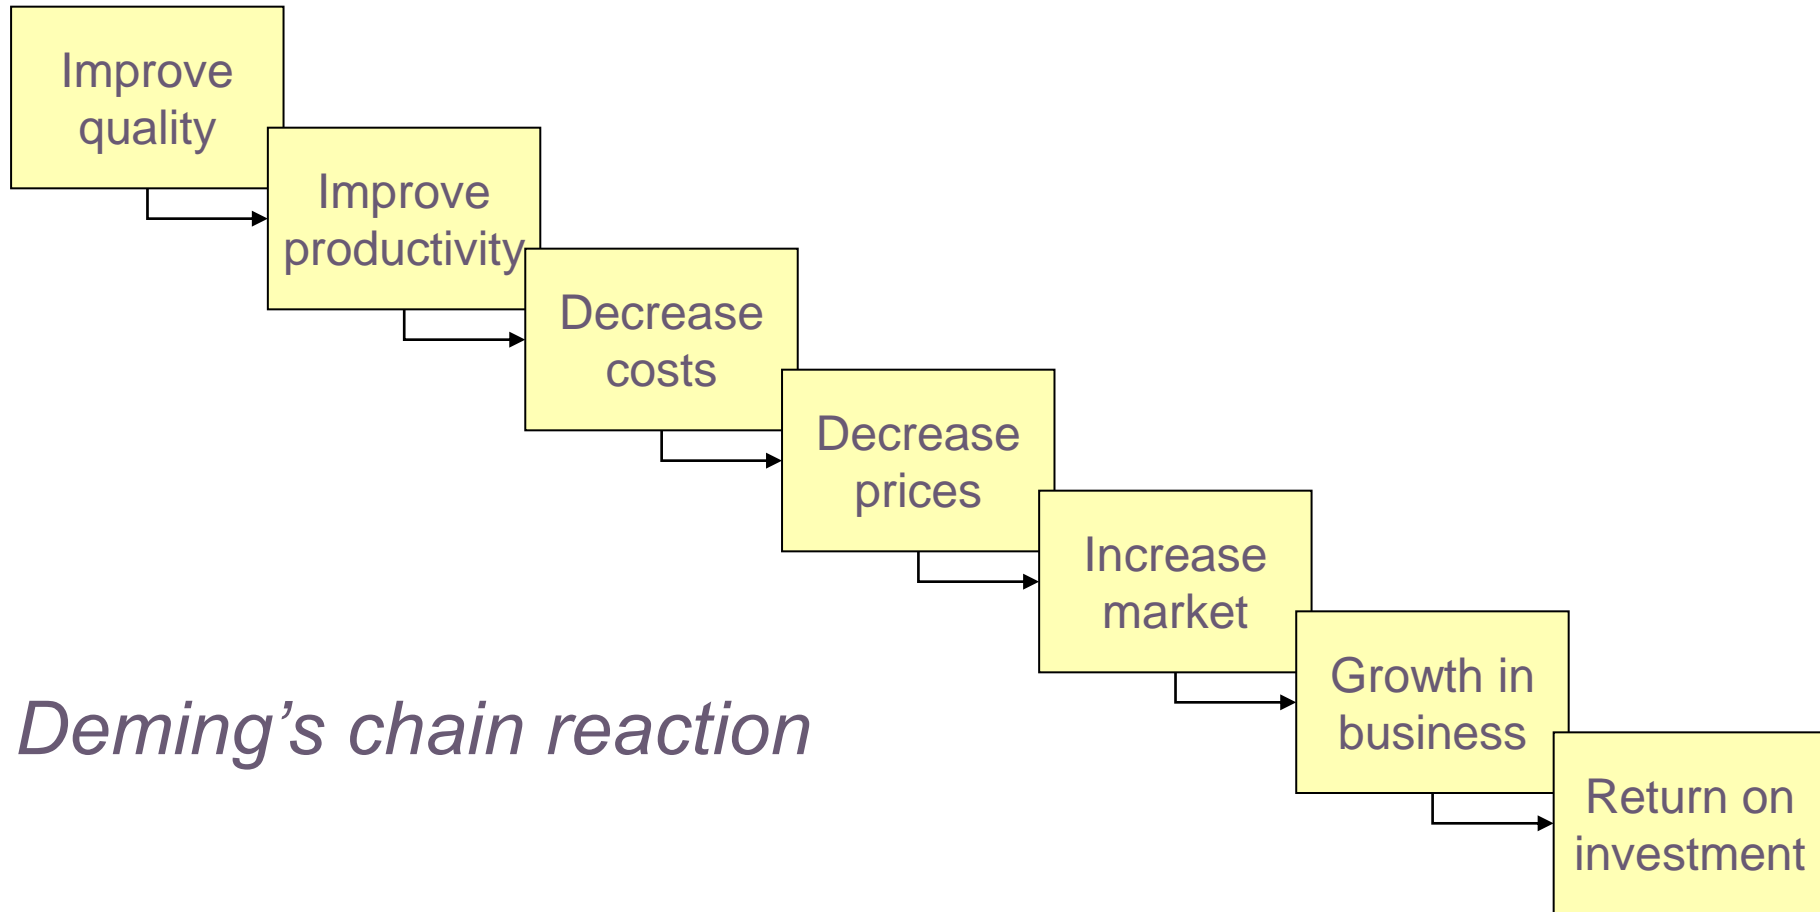 Improve
quality
Improve
productivity
Decrease
costs
Decrease
prices
Increase
market
Growth in
business
Return on
investment
Deming’s chain reaction